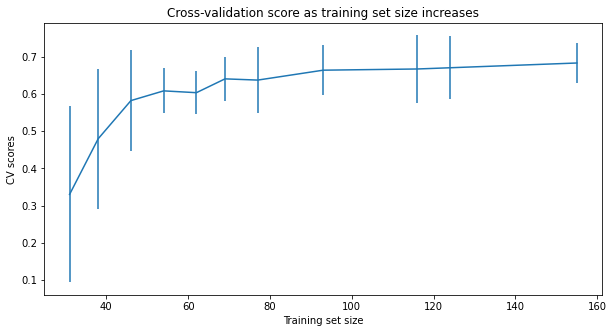 Cross-validation score as training set size increases
CV scores
0.7
0.6
0.5
0.4
0.3
0.2
0.1
40 60 80 100 120 140 160
Training set size